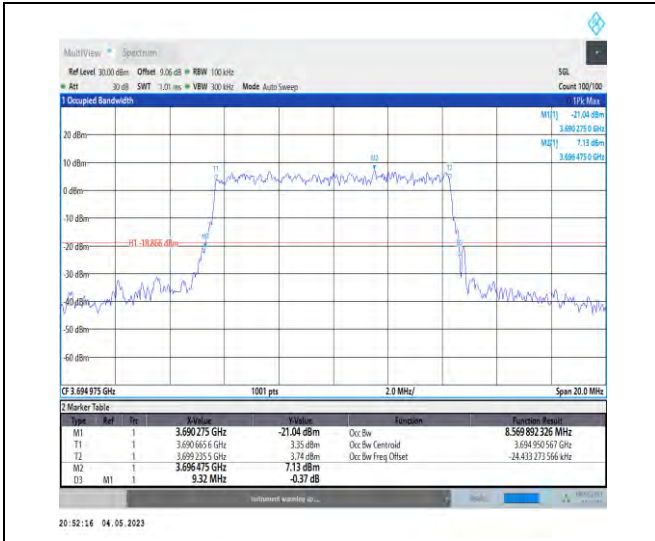 MultiView Spectrum
Ref Level 30.00 dBm Offset 9.06 dB RBW 100 kHz SGL
Att 30 dB SWT 1.01 ms VBW 300 kHz Mode Auto Sweep Count 100/100
1 Occupied Bandwidth 1Pk Max
M1[1] -21.04 dBm
3.690 275 0 GHz
M2[1] 7.13 dBm
3.696 475 0 GHz
20 dBm
10 dBm
0 dBm
-10 dBm
-20 dBm
-30 dBm
-40 dBm
-50 dBm
-60 dBm
T1
M2
T2
M1
H1 -18.866 dBm
CF 3.694 975 GHz 1001 pts 2.0 MHz/ Span 20.0 MHz
2 Marker Table
Type Ref Trc X-Value Y-Value Function Function Result
M1 1 3.690 275 GHz -21.04 dBm Occ Bw 8.569 892 326 MHz
T1 1 3.690 665 6 GHz 3.35 dBm Occ Bw Centroid 3.694 950 567 GHz
T2 1 3.699 235 5 GHz 3.74 dBm Occ Bw Freq Offset -24.433 273 566 kHz
M2 1 3.696 475 GHz 7.13 dBm
D3 M1 1 9.32 MHz -0.37 dB
Instrument warming up...
20:52:16 04.05.2023